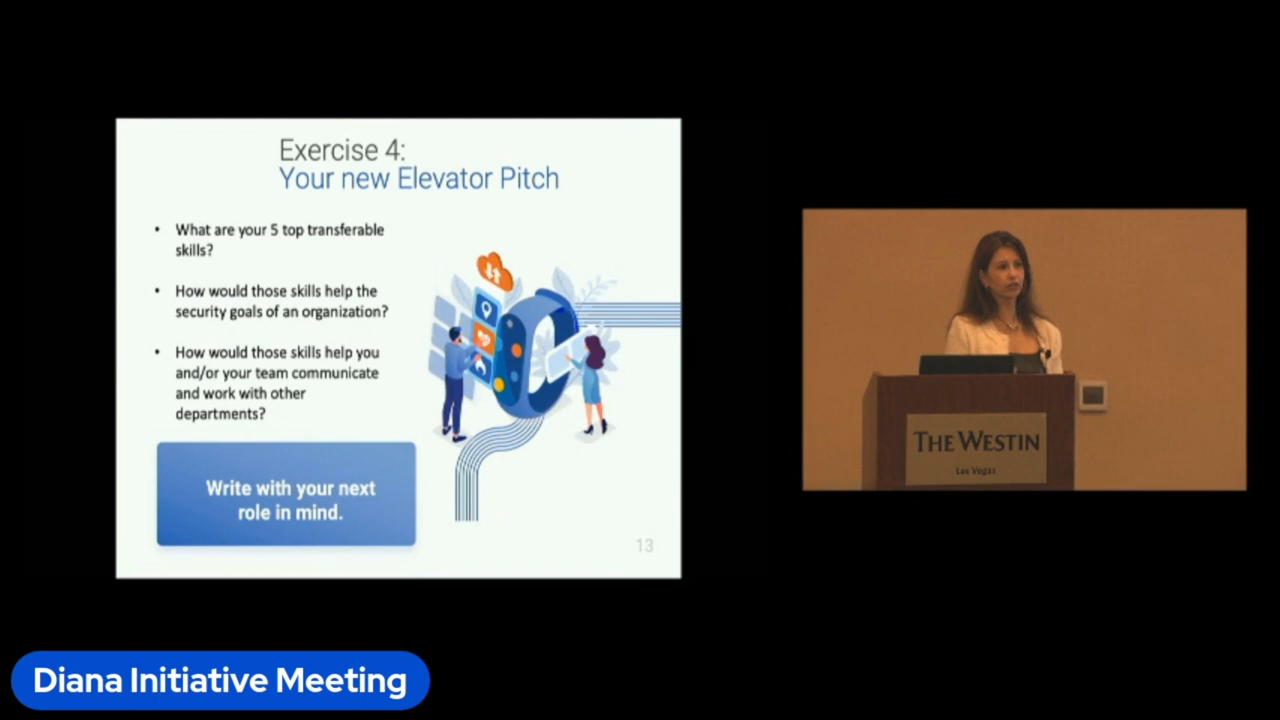 Exercise 4:
Your new Elevator Pitch
• What are your 5 top transferable
skills?
• How would those skills help the
security goals of an organization?
• How would those skills help you
and/or your team communicate
and work with other
departments?
Write with your next
role in mind.
13
THE WESTIN
Las Vegas
Diana Initiative Meeting